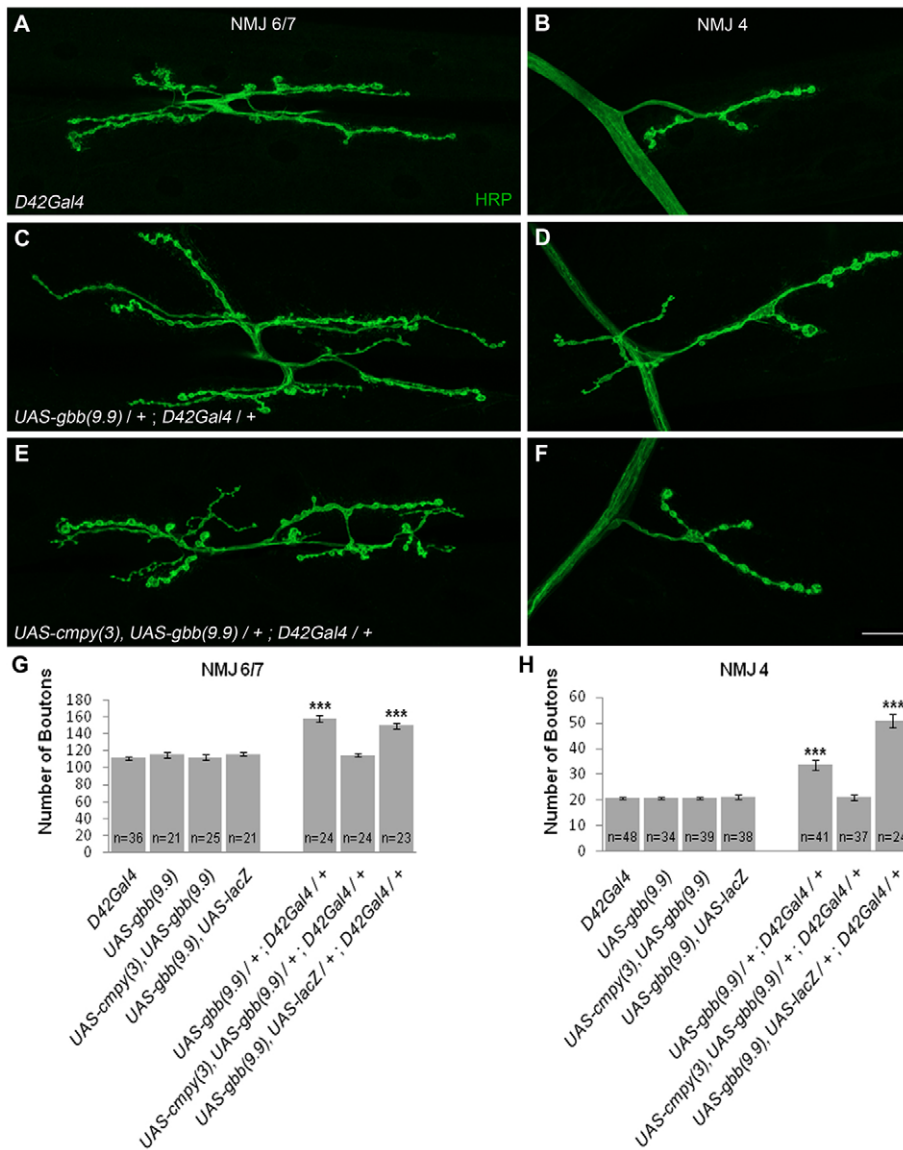 A NMJ 6/7
B NMJ 4
D42Gal4 HRP
C
D
UAS-gbb(9.9) / + ; D42Gal4 / +
E
F
UAS-cmpy(3), UAS-gbb(9.9) / + ; D42Gal4 / +
G NMJ 6/7
Number of Boutons
180
160
140
120
100
80
60
40
20
0
*** ***
n=36 n=21 n=25 n=21 n=24 n=24 n=23
D42Gal4
UAS-gbb(9.9)
UAS-cmpy(3), UAS-gbb(9.9)
UAS-gbb(9.9), UAS-lacZ
UAS-gbb(9.9) / + ; D42Gal4 / +
UAS-cmpy(3), UAS-gbb(9.9) / + ; D42Gal4 / +
UAS-gbb(9.9), UAS-lacZ / + ; D42Gal4 / +
H NMJ 4
Number of Boutons
60
50
40
30
20
10
0
*** ***
n=48 n=34 n=39 n=38 n=41 n=37 n=24
D42Gal4
UAS-gbb(9.9)
UAS-cmpy(3), UAS-gbb(9.9)
UAS-gbb(9.9), UAS-lacZ
UAS-gbb(9.9) / + ; D42Gal4 / +
UAS-cmpy(3), UAS-gbb(9.9) / + ; D42Gal4 / +
UAS-gbb(9.9), UAS-lacZ / + ; D42Gal4 / +